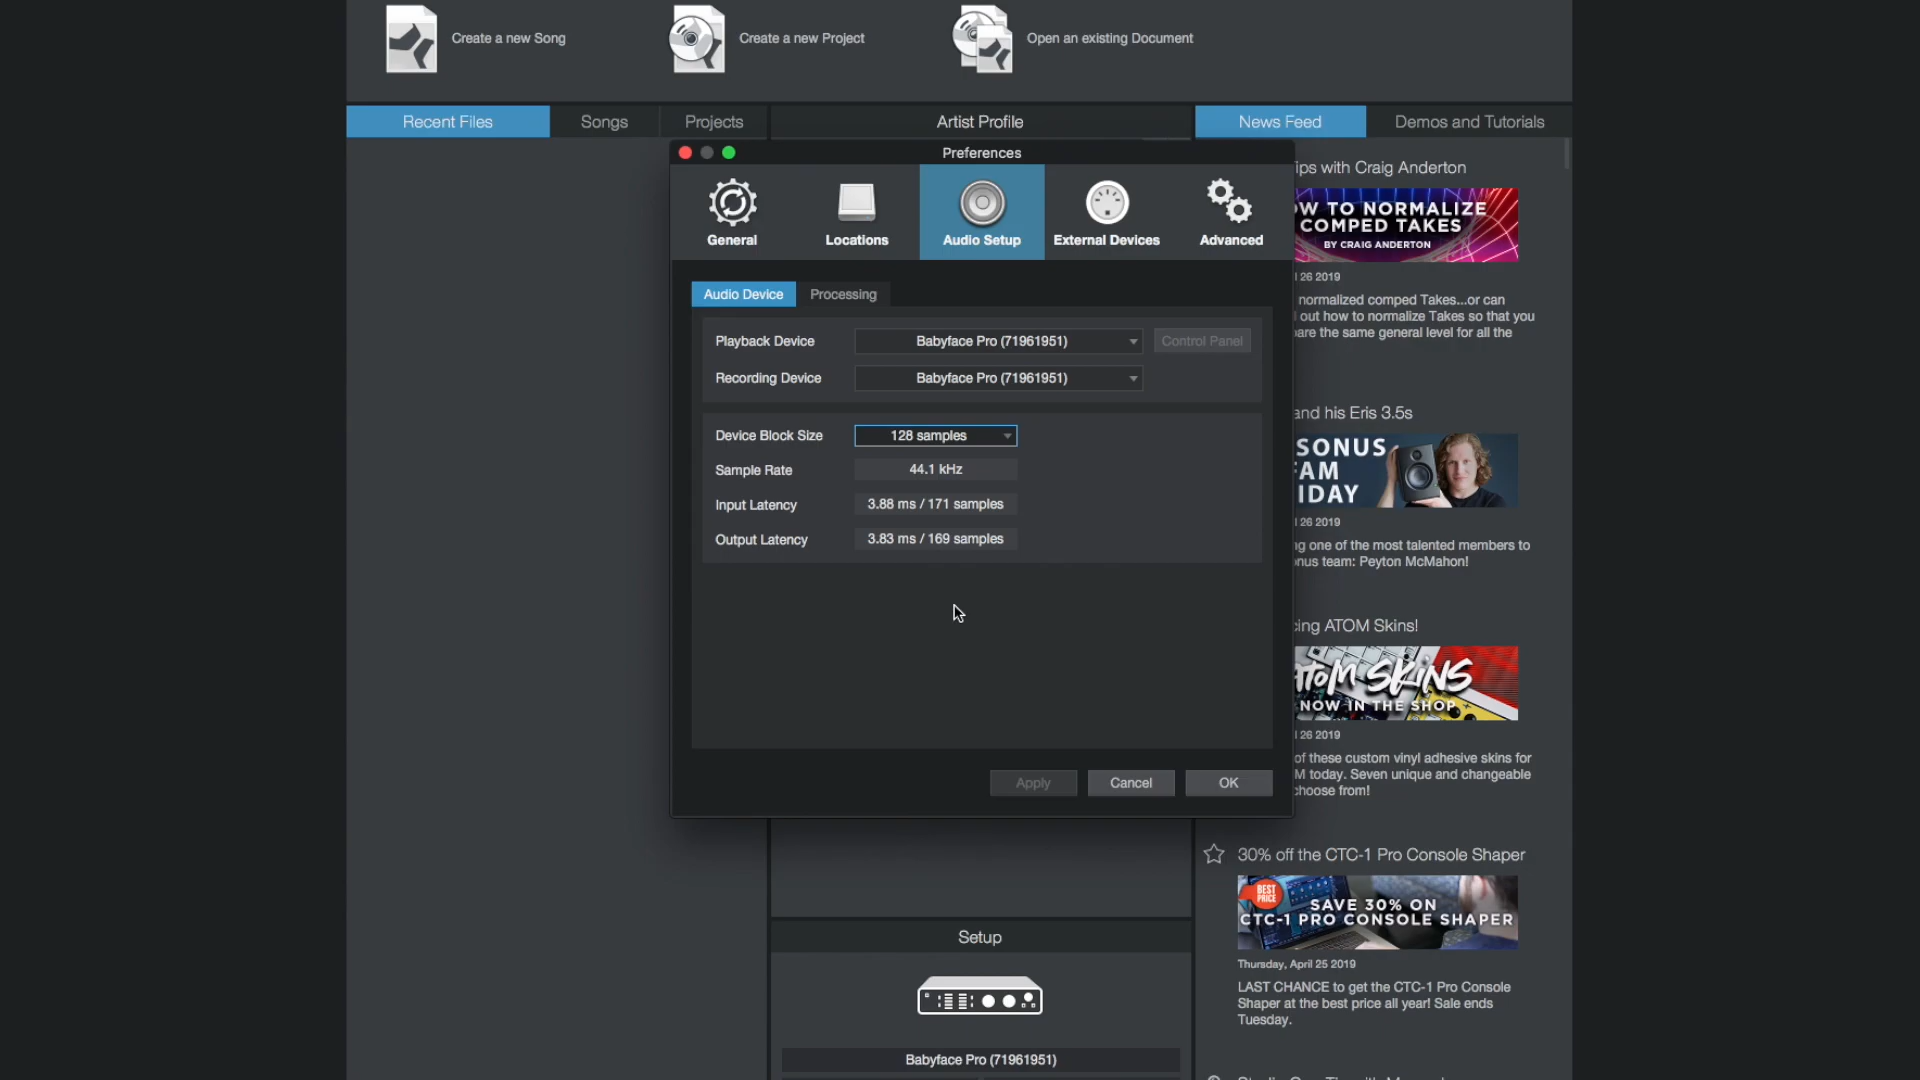 Create a new Song
Create a new Project
Open an existing Document
Recent Files
Songs
Projects
Artist Profile
News Feed
Demos and Tutorials
Preferences
General
Locations
Audio Setup
External Devices
Advanced
Audio Device
Processing
Playback Device
Babyface Pro (71961951)
Control Panel
Recording Device
Babyface Pro (71961951)
Device Block Size
128 samples
Sample Rate
44.1 kHz
Input Latency
3.88 ms / 171 samples
Output Latency
3.83 ms / 169 samples
Apply
Cancel
OK
ips with Craig Anderton
OW TO NORMALIZE
COMPED TAKES
BY CRAIG ANDERTON
26 2019
normalized comped Takes...or can
out how to normalize Takes so that you
are the same general level for all the
and his Eris 3.5s
SONUS
FAM
IDAY
26 2019
ng one of the most talented members to
onus team: Peyton McMahon!
cing ATOM Skins!
ATOM SKINS
NOW IN THE SHOP
26 2019
of these custom vinyl adhesive skins for
M today. Seven unique and changeable
choose from!
30% off the CTC-1 Pro Console Shaper
BEST
PRICE
SAVE 30% ON
CTC-1 PRO CONSOLE SHAPER
Thursday, April 25 2019
LAST CHANCE to get the CTC-1 Pro Console
Shaper at the best price all year! Sale ends
Tuesday.
Setup
Babyface Pro (71961951)